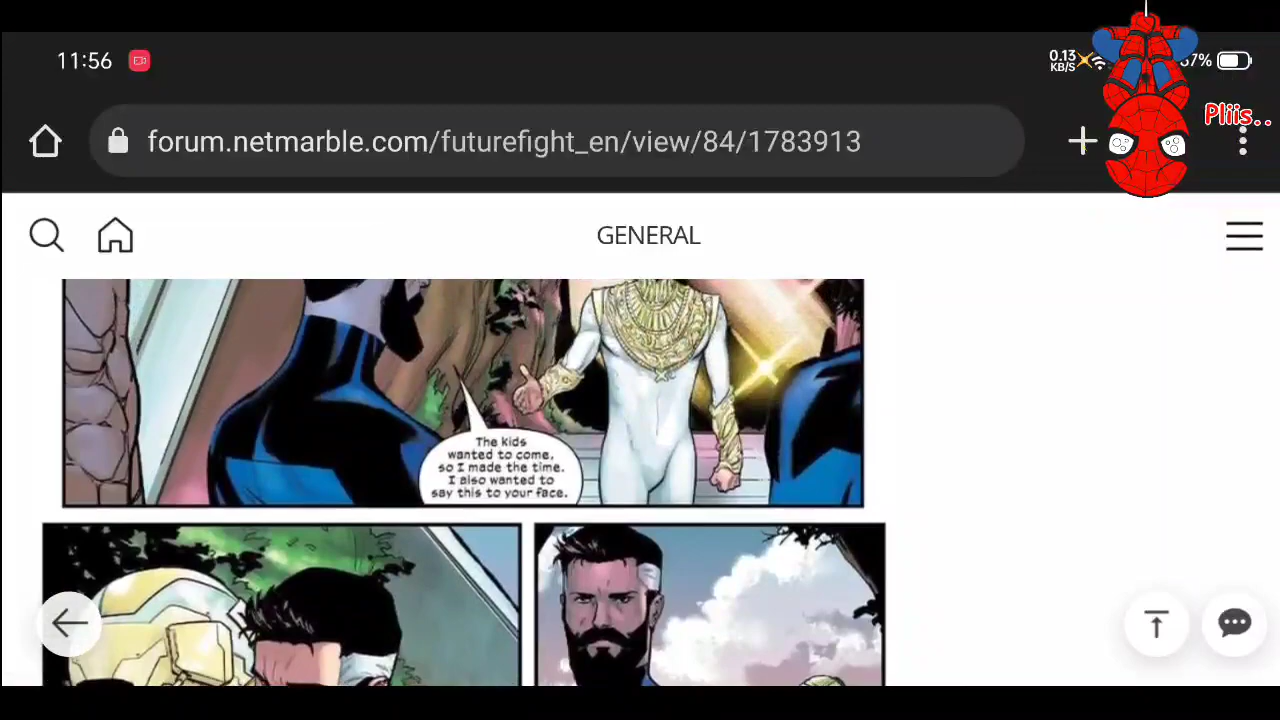 11:56
0.13
KB/S
67%
Pliis..
forum.netmarble.com/futurefight_en/view/84/1783913
GENERAL
The kids
wanted to come,
so I made the time.
I also wanted to
say this to your face.